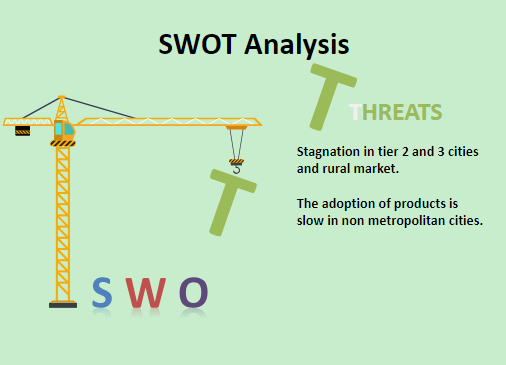 SWOT Analysis
T
THREATS
Stagnation in tier 2 and 3 cities
and rural market.
The adoption of products is
slow in non metropolitan cities.
T
S W O